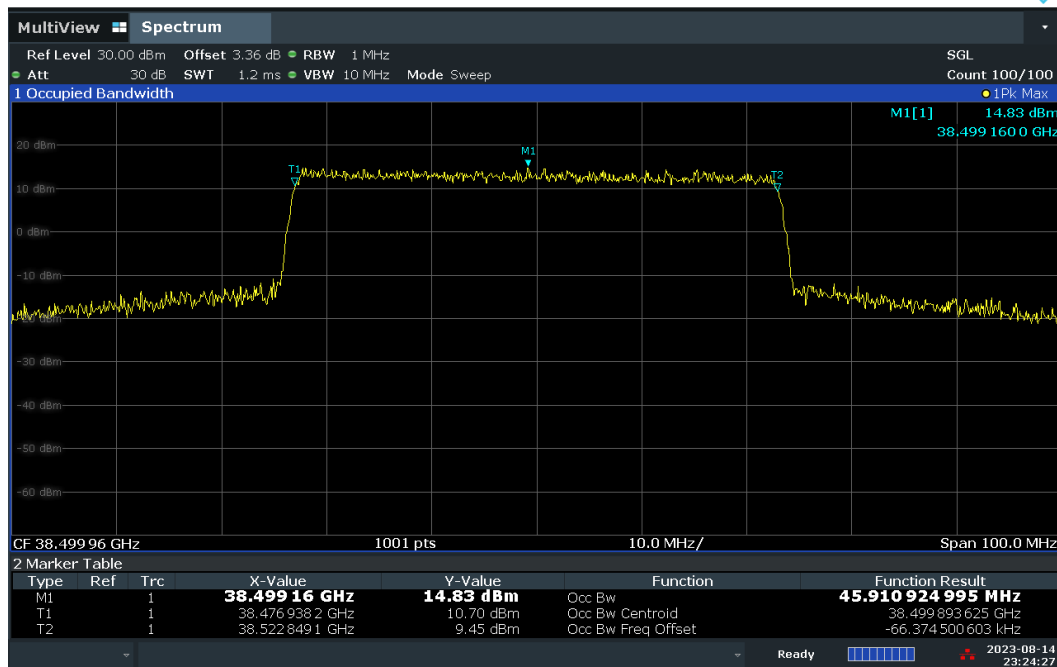 MultiView Spectrum
Ref Level 30.00 dBm Offset 3.36 dB RBW 1 MHz SGL
Att 30 dB SWT 1.2 ms VBW 10 MHz Mode Sweep Count 100/100
1 Occupied Bandwidth 1Pk Max
M1[1] 14.83 dBm
38.499 160 0 GHz
20 dBm
M1
T1
T2
10 dBm
0 dBm
-10 dBm
-20 dBm
-30 dBm
-40 dBm
-50 dBm
-60 dBm
CF 38.499 96 GHz 1001 pts 10.0 MHz/ Span 100.0 MHz
2 Marker Table
Type Ref Trc X-Value Y-Value Function Function Result
M1 1 38.499 16 GHz 14.83 dBm Occ Bw 45.910 924 995 MHz
T1 1 38.476 938 2 GHz 10.70 dBm Occ Bw Centroid 38.499 893 625 GHz
T2 1 38.522 849 1 GHz 9.45 dBm Occ Bw Freq Offset -66.374 500 603 kHz
Ready 2023-08-14
23:24:27